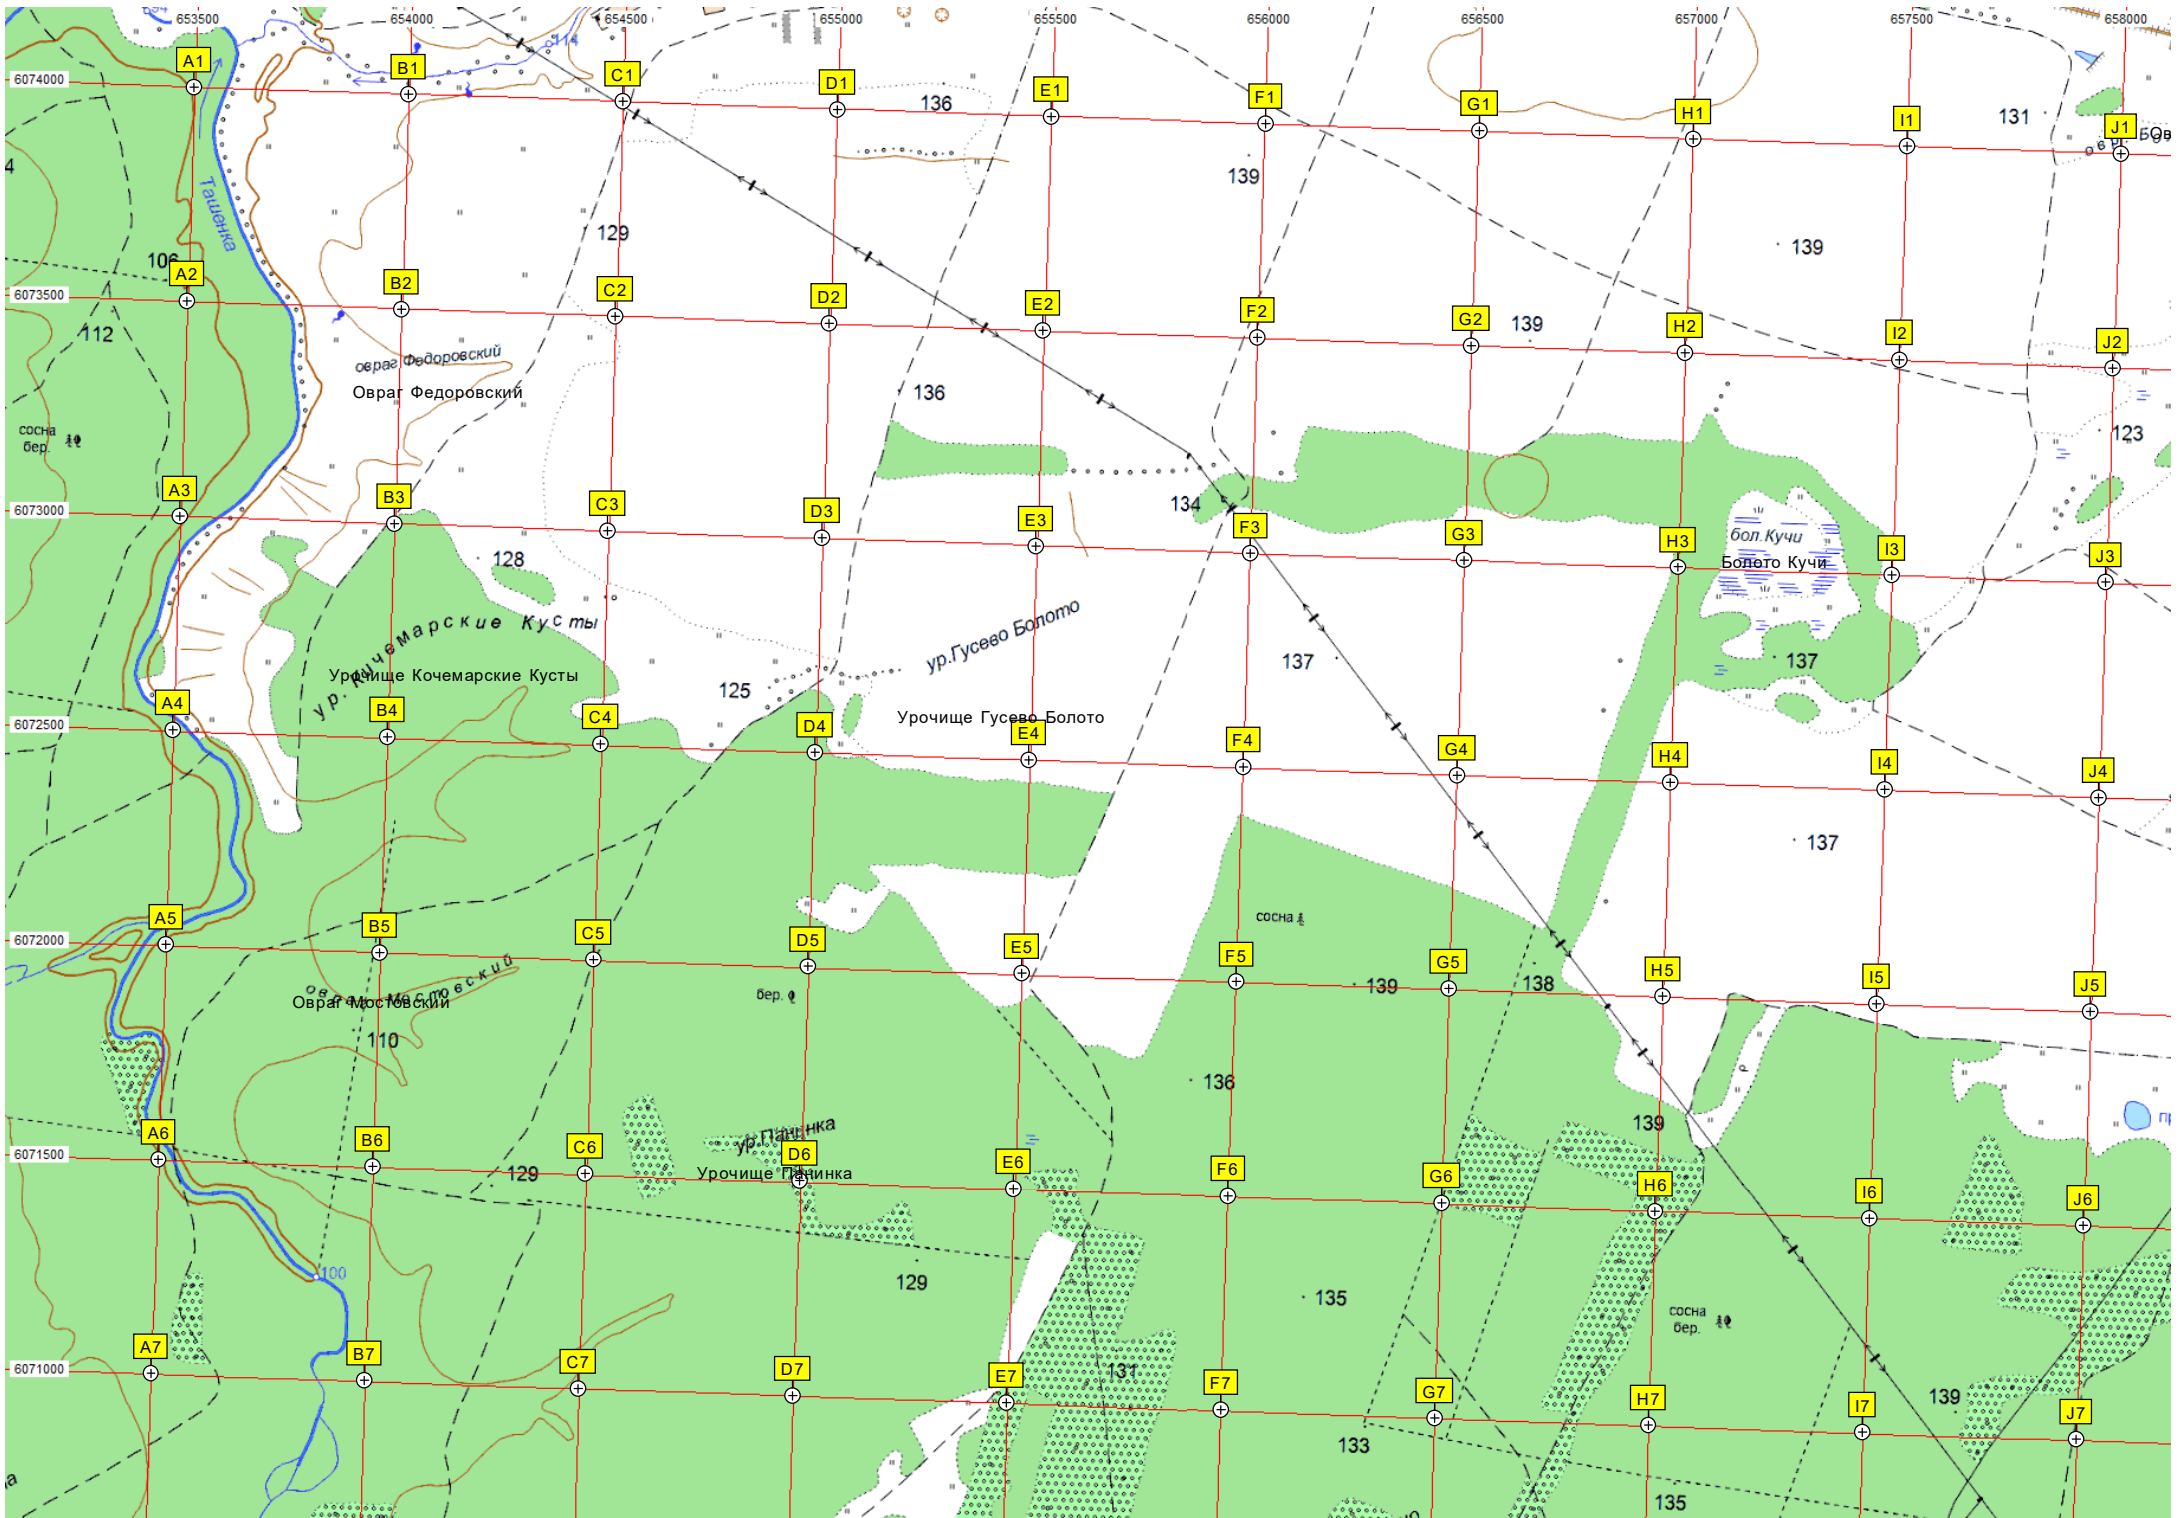 653500 654000 654500 655000 655500 656000 656500 657000 657500 658000
114
A1 B1 C1 D1 E1 F1 G1 H1 I1 J1
6074000
136
131
4
139
Ташенка
129
139
106
A2 B2 C2 D2 E2 F2 G2 H2 I2 J2
6073500
112
139
овраг Федоровский
Овраг Федоровский
136
сосна
бер.
123
A3 B3 C3 D3 E3 F3 G3 H3 I3 J3
6073000
134
бол.Кучи
Болото Кучи
128
ур. Кучемарские Кусты
ур.Гусево Болото
137
137
Урочище Кочемарские Кусты
125
Урочище Гусево Болото
A4 B4 C4 D4 E4 F4 G4 H4 I4 J4
6072500
137
сосна
A5 B5 C5 D5 E5 F5 G5 H5 I5 J5
6072000
овраг Мостовский
Овраг Мостовский
бер.
139
138
110
136
р
139
пр
ур.Панинка
A6 B6 C6 D6 E6 F6 G6 H6 I6 J6
6071500
129
Урочище Панинка
100
129
135
сосна
бер.
A7 B7 C7 D7 E7 F7 G7 H7 I7 J7
6071000
131
139
133
135
а